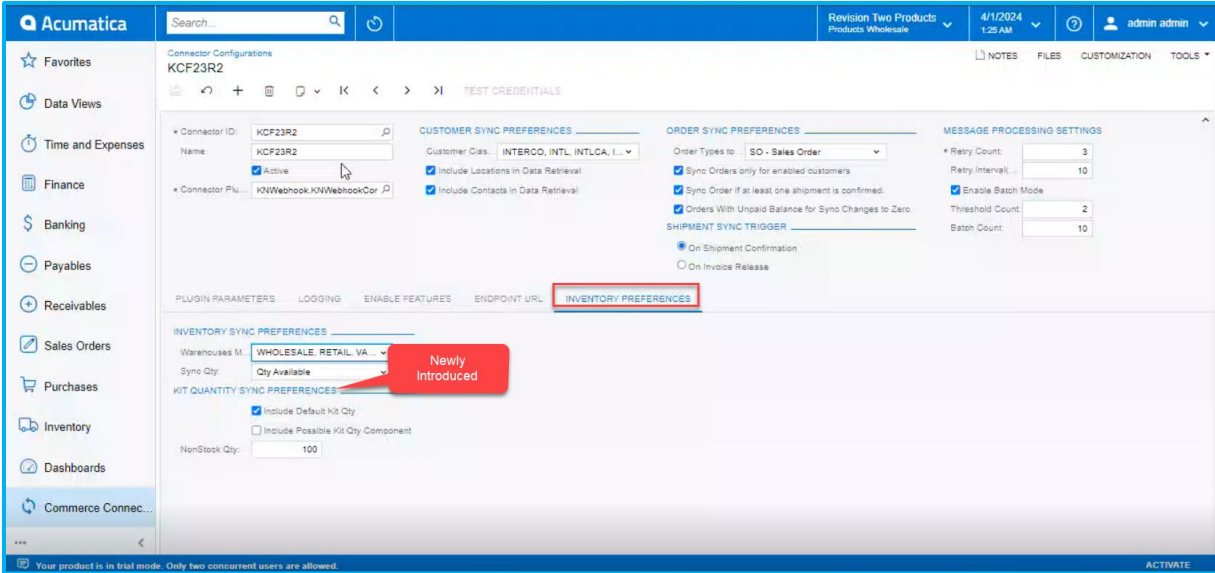 Acumatica
Search...
Revision Two Products
Products Wholesale
4/1/2024
1:25 AM
admin admin
Favorites
Data Views
Time and Expenses
Finance
Banking
Payables
Receivables
Sales Orders
Purchases
Inventory
Dashboards
Commerce Connec...
Connector Configurations
KCF23R2
NOTES FILES CUSTOMIZATION TOOLS
TEST CREDENTIALS
* Connector ID: KCF23R2
Name: KCF23R2
Active
* Connector Plu... KNWebhook.KNWebhookCor
CUSTOMER SYNC PREFERENCES
Customer Clas... INTERCO, INTL, INTLCA, I...
Include Locations in Data Retrieval
Include Contacts in Data Retrieval
ORDER SYNC PREFERENCES
Order Types to ... SO - Sales Order
Sync Orders only for enabled customers
Sync Order if at least one shipment is confirmed.
Orders With Unpaid Balance for Sync Changes to Zero.
SHIPMENT SYNC TRIGGER
On Shipment Confirmation
On Invoice Release
MESSAGE PROCESSING SETTINGS
* Retry Count: 3
Retry Interval(... 10
Enable Batch Mode
Threshold Count: 2
Batch Count: 10
PLUGIN PARAMETERS LOGGING ENABLE FEATURES ENDPOINT URL INVENTORY PREFERENCES
INVENTORY SYNC PREFERENCES
Warehouses M... WHOLESALE, RETAIL, VA...
Sync Qty: Qty Available
Newly
Introduced
KIT QUANTITY SYNC PREFERENCES
Include Default Kit Qty
Include Possible Kit Qty Component
NonStock Qty: 100
Your product is in trial mode. Only two concurrent users are allowed.
ACTIVATE